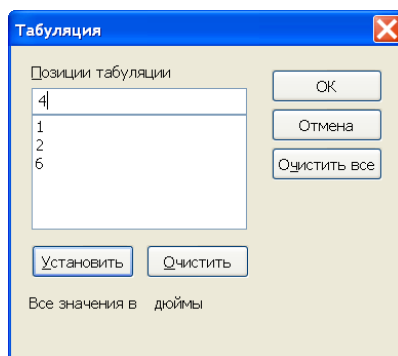 Табуляция
Позиции табуляции
4
1
2
6
ОК
Отмена
Очистить все
Установить
Очистить
Все значения в дюймы